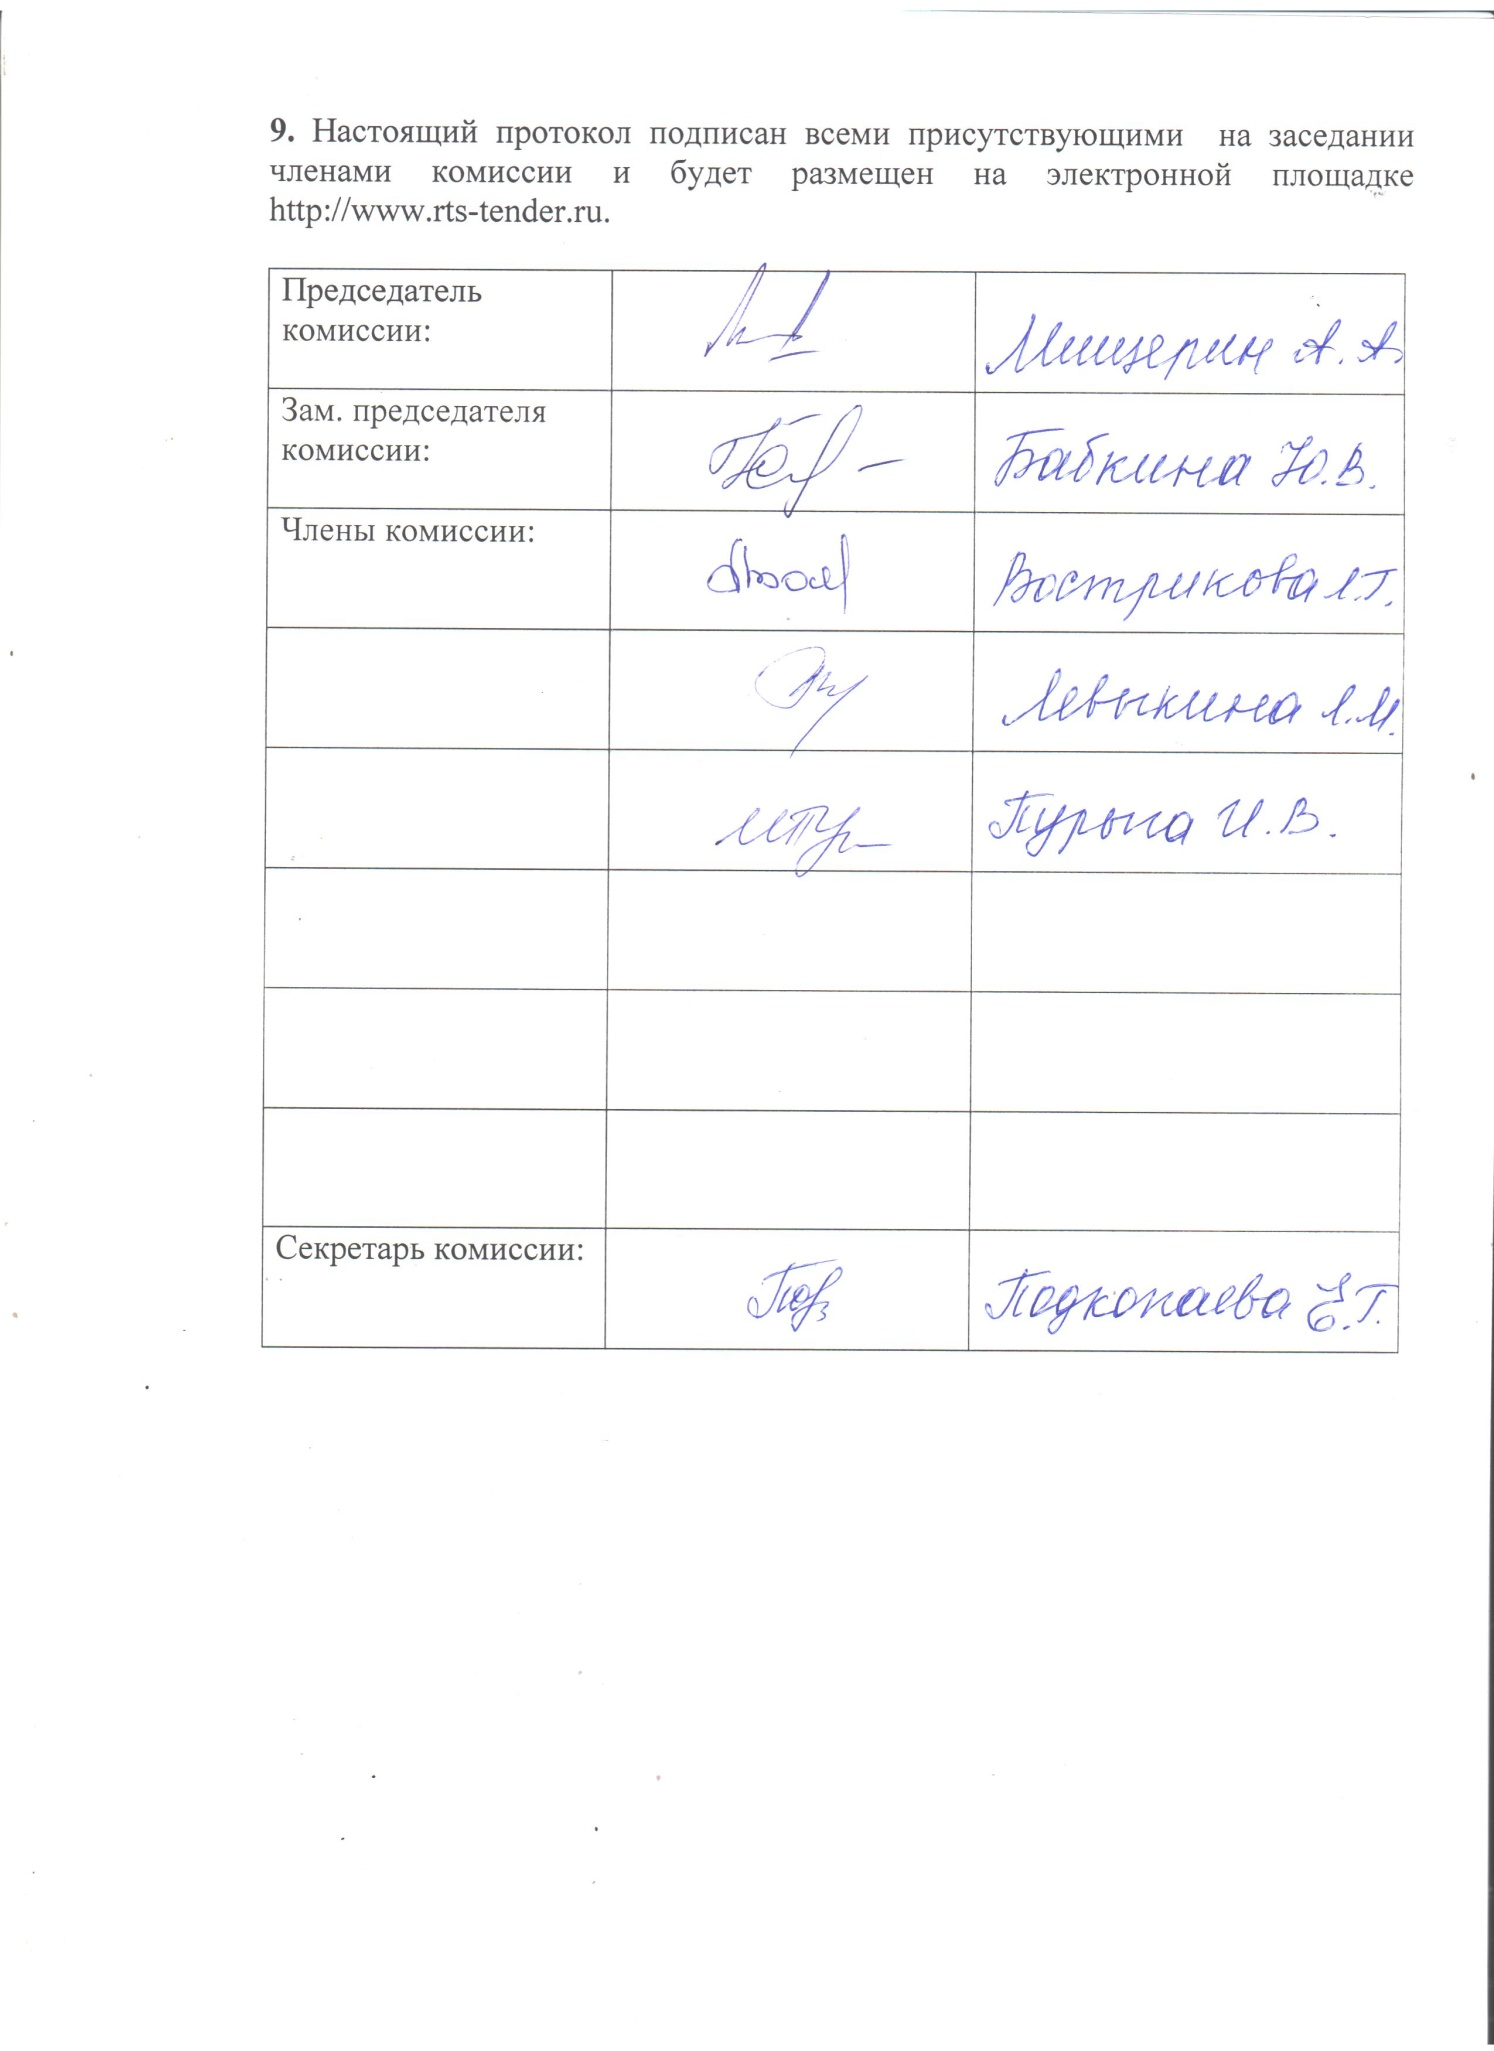 9. Настоящий протокол подписан всеми присутствующими на заседании
членами комиссии и будет размещен на электронной площадке
http://www.rts-tender.ru.
Председатель
комиссии:
Мищерин А. А.
Зам. председателя
комиссии:
Бабкина Ю.В.
Члены комиссии:
Вострикова Л.Г.
Левыкина Л.М.
Пурыга И.В.
Секретарь комиссии:
Подкопаева Е.Г.